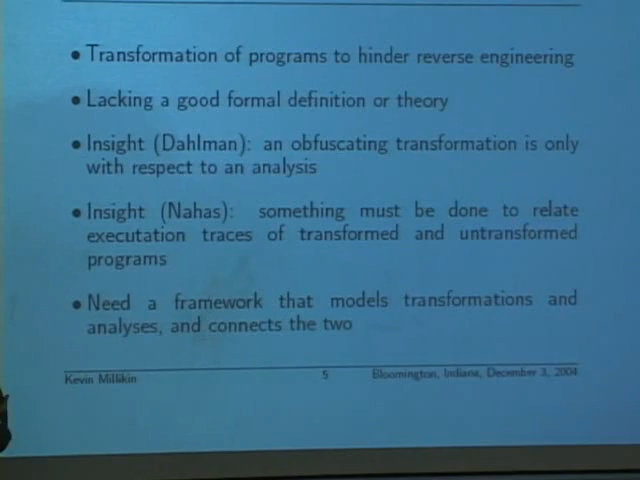 • Transformation of programs to hinder reverse engineering
• Lacking a good formal definition or theory
• Insight (Dahlman): an obfuscating transformation is only
with respect to an analysis
• Insight (Nahas): something must be done to relate
execution traces of transformed and untransformed
programs
• Need a framework that models transformations and
analyses, and connects the two
Kevin Millikin 5 Bloomington, Indiana, December 3, 2004